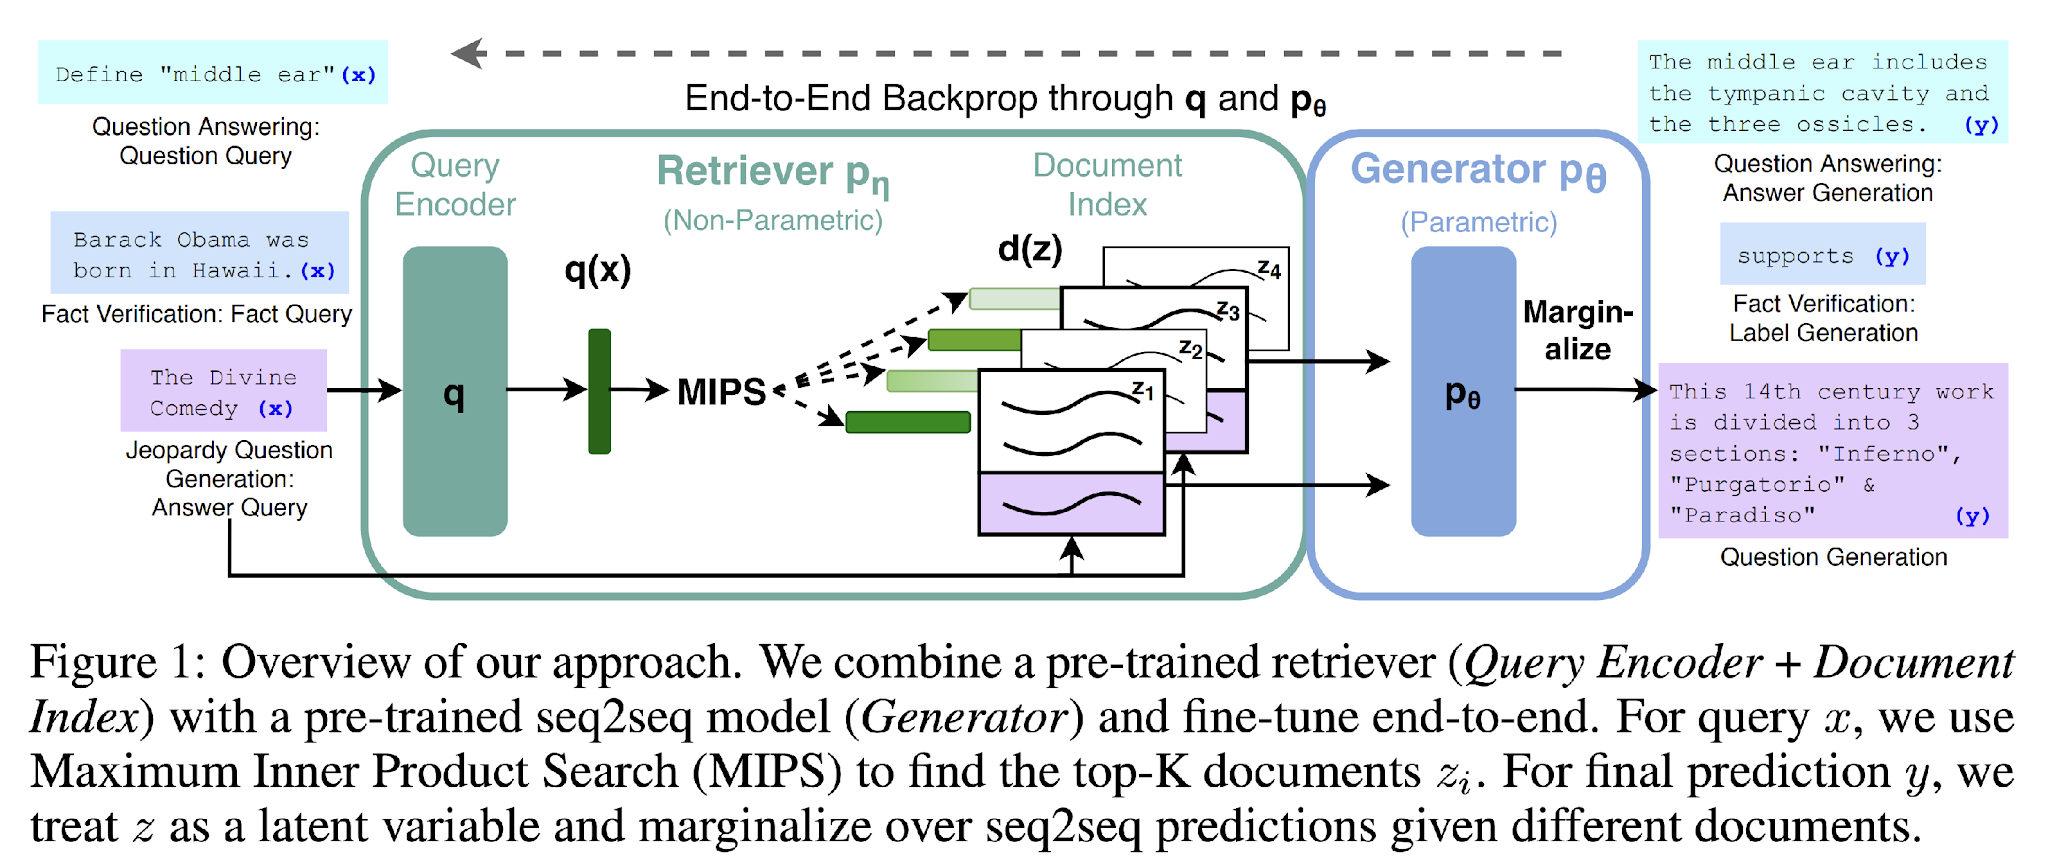 Define "middle ear"(x)
Question Answering:
Question Query
Barack Obama was
born in Hawaii.(x)
Fact Verification: Fact Query
The Divine
Comedy (x)
Jeopardy Question
Generation:
Answer Query
End-to-End Backprop through q and pθ
Query
Encoder
Retriever pη
(Non-Parametric)
Document
Index
q
q(x)
MIPS
d(z)
z4
z3
z2
z1
Generator pθ
(Parametric)
pθ
Margin-
alize
The middle ear includes
the tympanic cavity and
the three ossicles. (y)
Question Answering:
Answer Generation
supports (y)
Fact Verification:
Label Generation
This 14th century work
is divided into 3
sections: "Inferno",
"Purgatorio" &
"Paradiso" (y)
Question Generation
Figure 1: Overview of our approach. We combine a pre-trained retriever (Query Encoder + Document
Index) with a pre-trained seq2seq model (Generator) and fine-tune end-to-end. For query x, we use
Maximum Inner Product Search (MIPS) to find the top-K documents zi. For final prediction y, we
treat z as a latent variable and marginalize over seq2seq predictions given different documents.